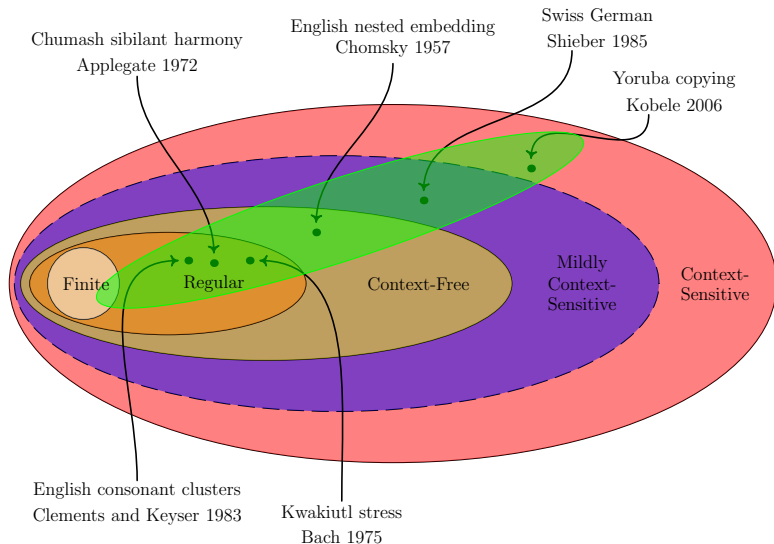 Swiss German
Shieber 1985
English nested embedding
Chomsky 1957
Chumash sibilant harmony
Applegate 1972
Yoruba copying
Kobele 2006
Finite
Regular
Context-Free
Mildly
Context-
Sensitive
Context-
Sensitive
English consonant clusters
Clements and Keyser 1983
Kwakiutl stress
Bach 1975